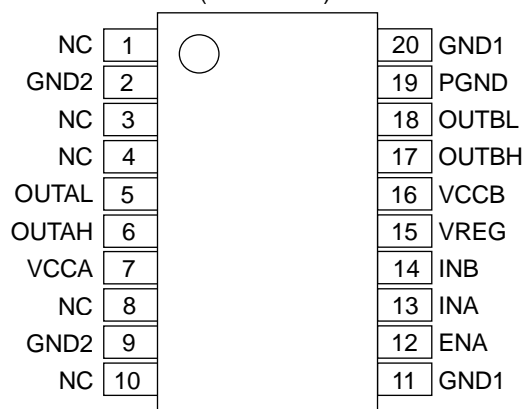 NC 1 20 GND1
GND2 2 19 PGND
NC 3 18 OUTBL
NC 4 17 OUTBH
OUTAL 5 16 VCCB
OUTAH 6 15 VREG
VCCA 7 14 INB
NC 8 13 INA
GND2 9 12 ENA
NC 10 11 GND1